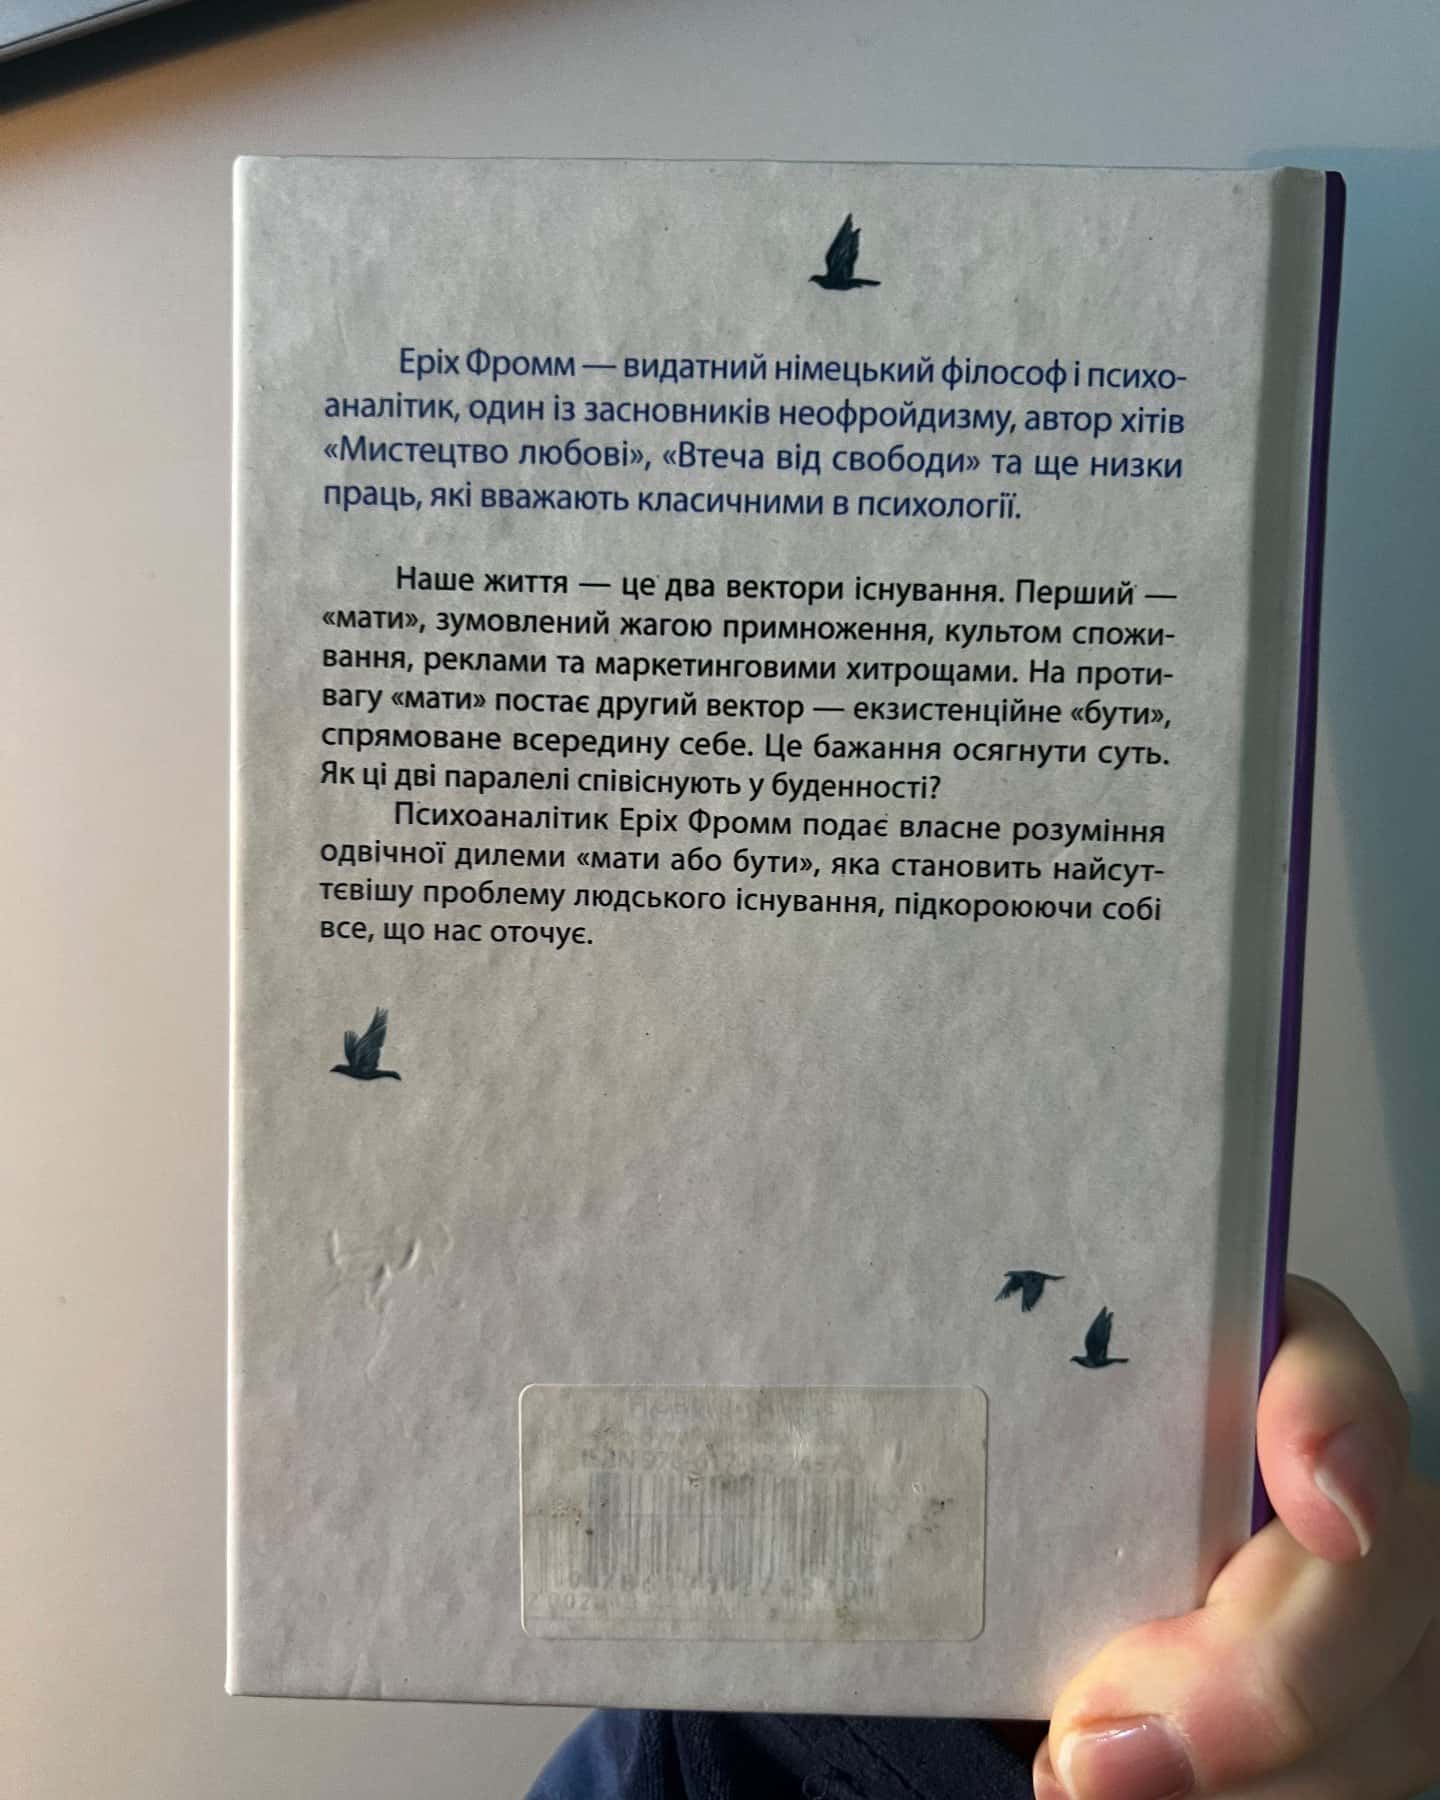 Еріх Фромм — видатний німецький філософ і психо-
аналітик, один із засновників неофройдизму, автор хітів
«Мистецтво любові», «Втеча від свободи» та ще низки
праць, які вважають класичними в психології.
Наше життя — це два вектори існування. Перший —
«мати», зумовлений жагою примноження, культом спожи-
вання, реклами та маркетинговими хитрощами. На проти-
вагу «мати» постає другий вектор — екзистенційне «бути»,
спрямоване всередину себе. Це бажання осягнути суть.
Як ці дві паралелі співіснують у буденності?
Психоаналітик Еріх Фромм подає власне розуміння
одвічної дилеми «мати або бути», яка становить найсут-
тєвішу проблему людського існування, підкороюючи собі
все, що нас оточує.
ISBN